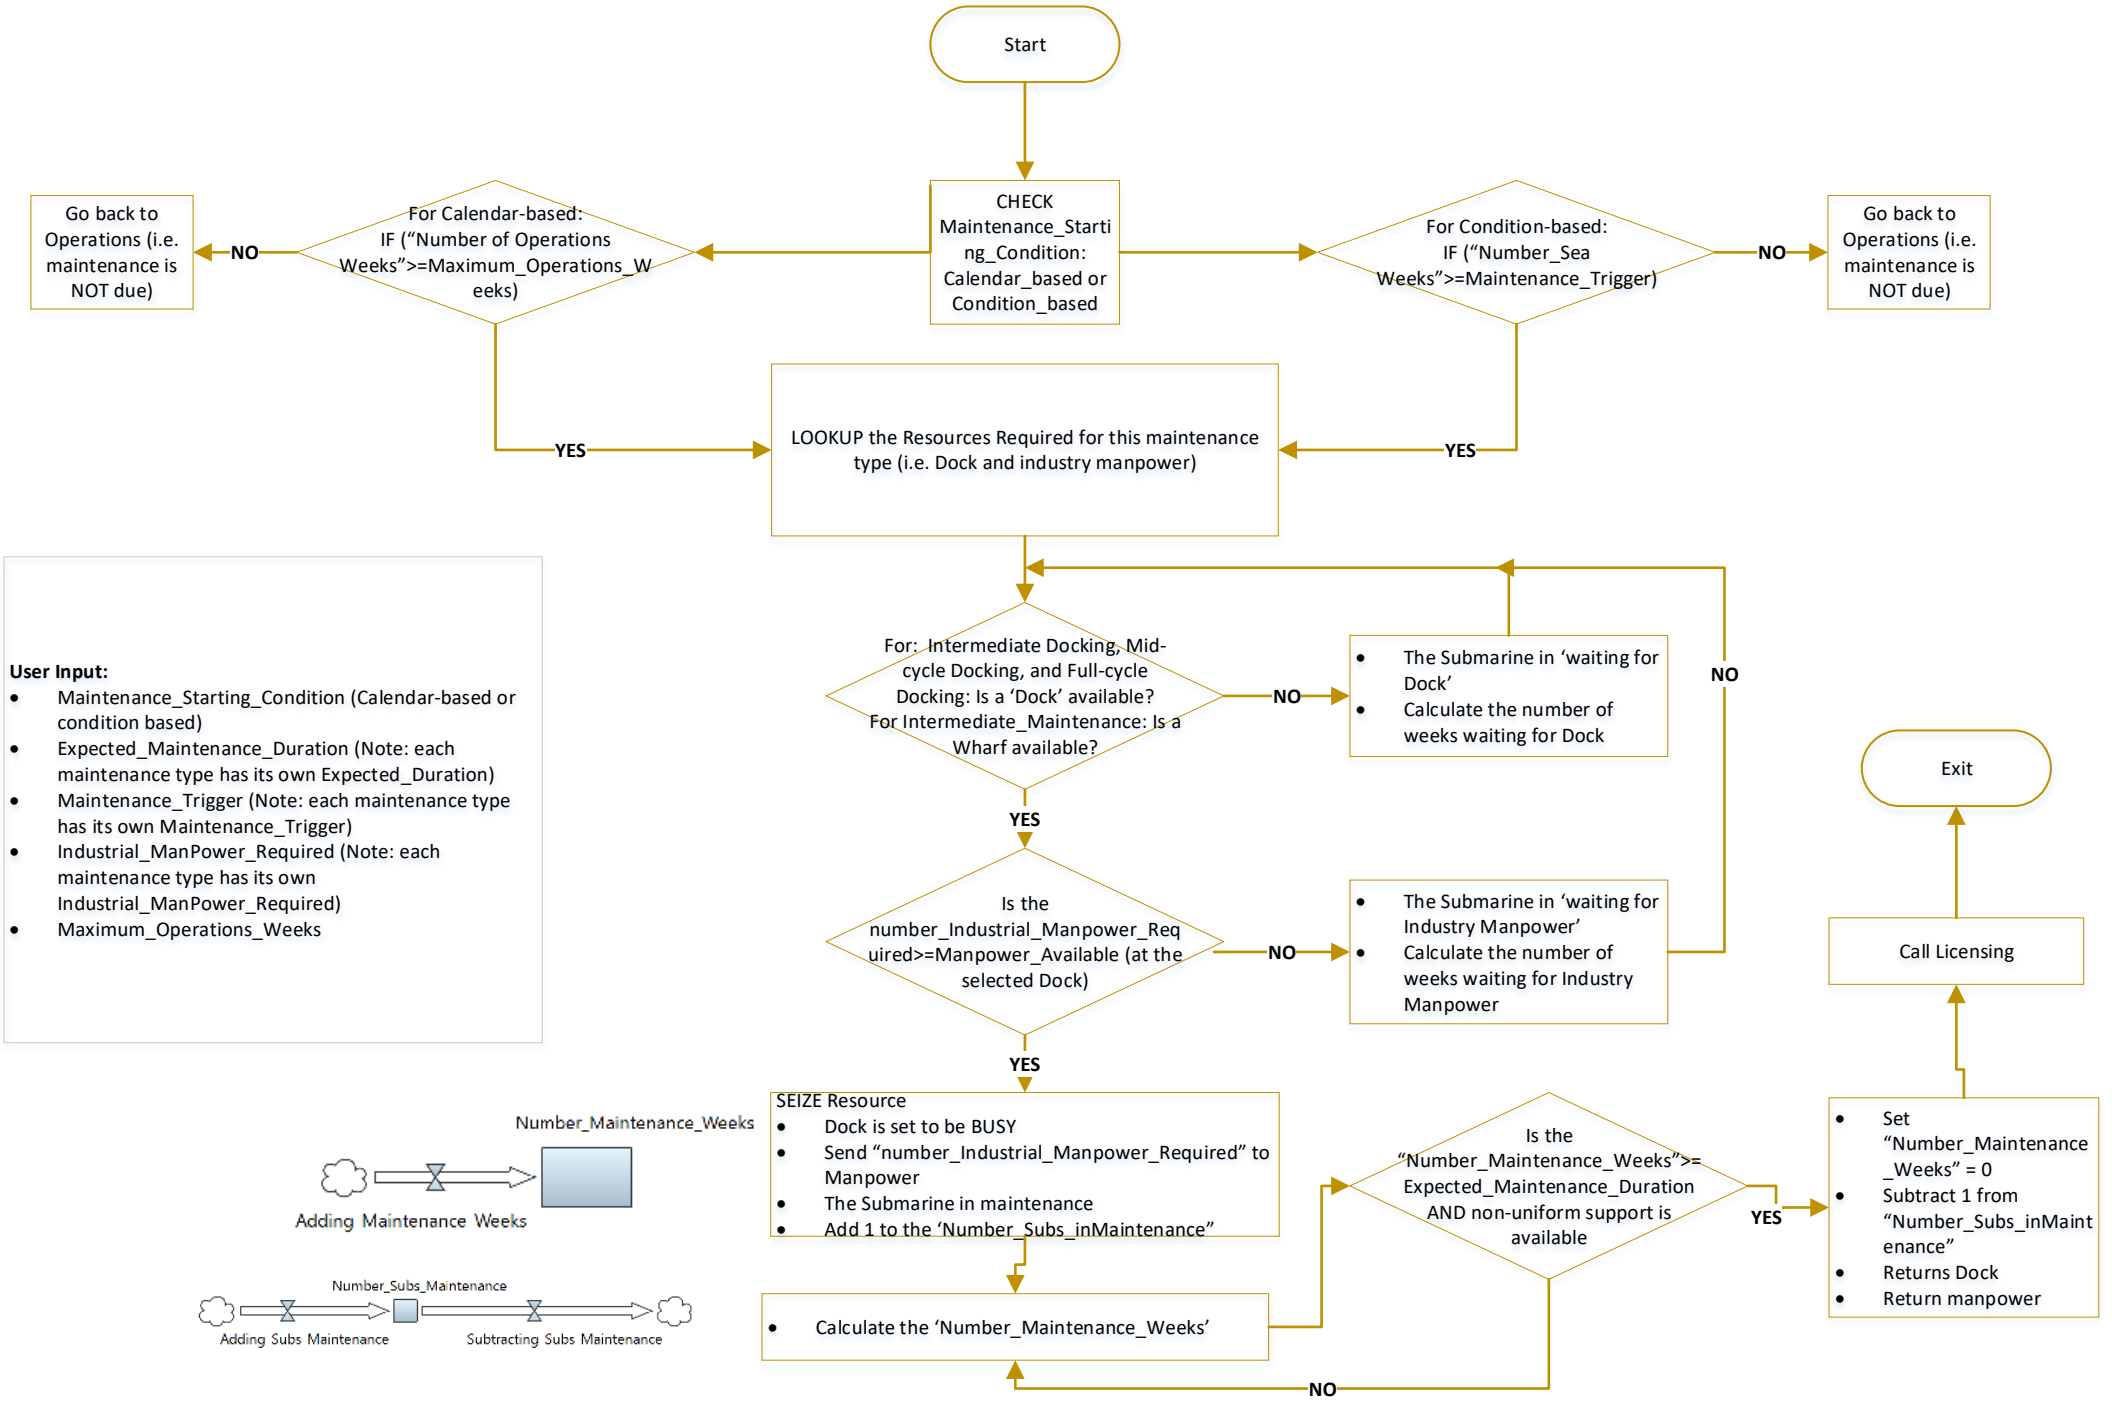 Start
Go back to
Operations (i.e.
maintenance is
NOT due)
NO
For Calendar-based:
IF (“Number of Operations
Weeks”>=Maximum_Operations_W
eeks)
CHECK
Maintenance_Starti
ng_Condition:
Calendar_based or
Condition_based
For Condition-based:
IF (“Number_Sea
Weeks”>=Maintenance_Trigger)
NO
Go back to
Operations (i.e.
maintenance is
NOT due)
YES
LOOKUP the Resources Required for this maintenance
type (i.e. Dock and industry manpower)
YES
User Input:
• Maintenance_Starting_Condition (Calendar-based or
condition based)
• Expected_Maintenance_Duration (Note: each
maintenance type has its own Expected_Duration)
• Maintenance_Trigger (Note: each maintenance type
has its own Maintenance_Trigger)
• Industrial_ManPower_Required (Note: each
maintenance type has its own
Industrial_ManPower_Required)
• Maximum_Operations_Weeks
For:  Intermediate Docking, Mid-
cycle Docking, and Full-cycle
Docking: Is a ‘Dock’ available?
For Intermediate_Maintenance: Is a
Wharf available?
NO
• The Submarine in ‘waiting for
Dock’
• Calculate the number of
weeks waiting for Dock
NO
YES
Is the
number_Industrial_Manpower_Req
uired>=Manpower_Available (at the
selected Dock)
NO
• The Submarine in ‘waiting for
Industry Manpower’
• Calculate the number of
weeks waiting for Industry
Manpower
Exit
Call Licensing
YES
SEIZE Resource
• Dock is set to be BUSY
• Send “number_Industrial_Manpower_Required” to
Manpower
• The Submarine in maintenance
• Add 1 to the ‘Number_Subs_inMaintenance”
• Calculate the ‘Number_Maintenance_Weeks’
Is the
“Number_Maintenance_Weeks”>=
Expected_Maintenance_Duration
AND non-uniform support is
available
YES
NO
• Set
“Number_Maintenance
_Weeks” = 0
• Subtract 1 from
“Number_Subs_inMaint
enance”
• Returns Dock
• Return manpower
Number_Maintenance_Weeks
Adding Maintenance Weeks
Number_Subs_Maintenance
Adding Subs Maintenance
Subtracting Subs Maintenance